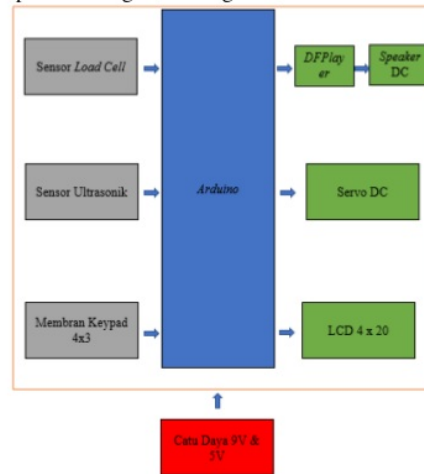 Sensor Load Cell
DFPlay
er
Speaker
DC
Arduino
Sensor Ultrasonik
Servo DC
Membran Keypad
4x3
LCD 4 x 20
Catu Daya 9V &
5V